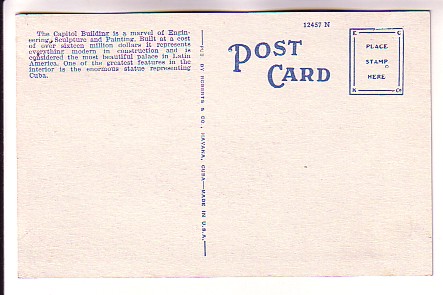 The Capitol Building is a marvel of Engin-
eering, Sculpture and Painting. Built at a cost
of over sixteen million dollars it represents
everything modern in construction and is
considered the most beautiful palace in Latin
America. One of the greatest features in the
interior is the enormous statue representing
Cuba.
BY ROBERTS & CO., HAVANA, CUBA—MADE IN U.S.A.
12457 N
POST
CARD
E C
PLACE
STAMP
HERE
K Co